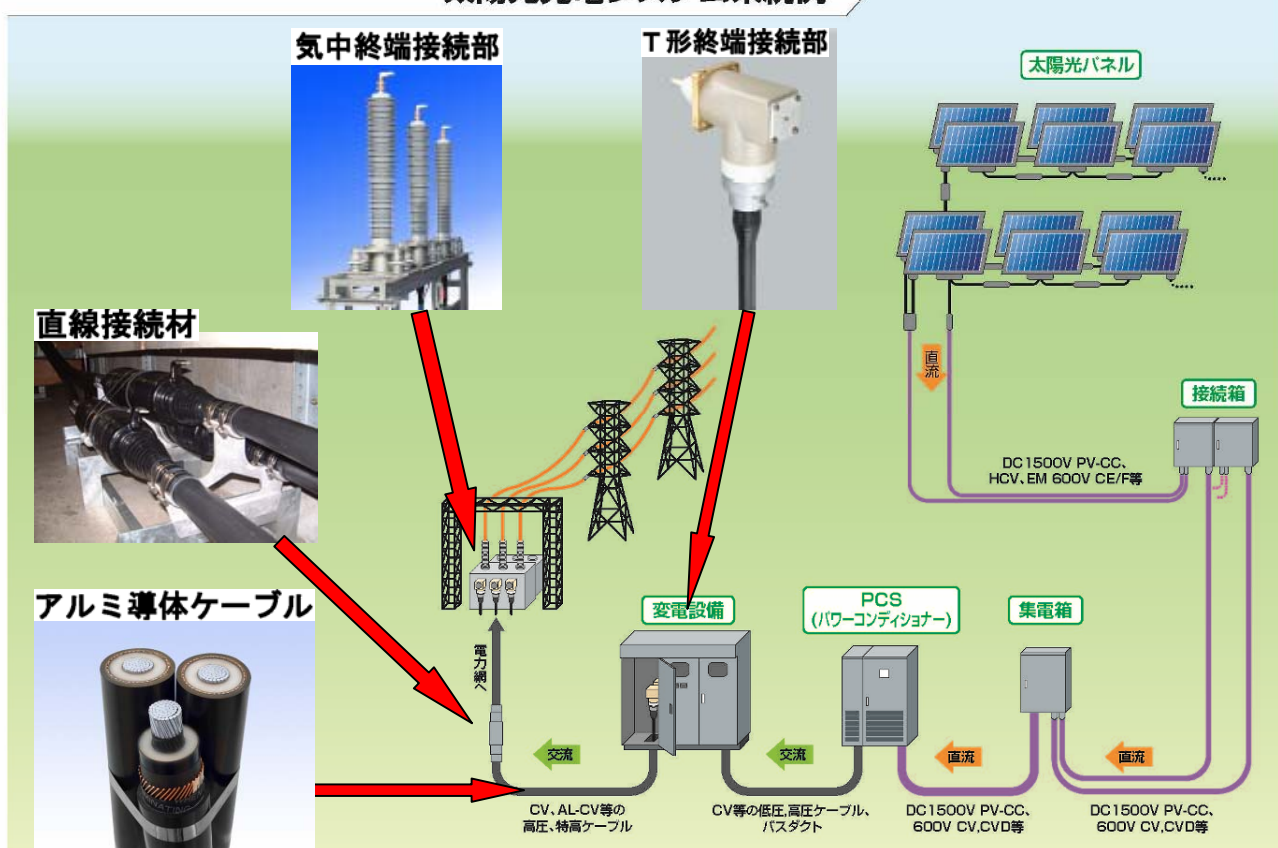 気中終端接続部
T形終端接続部
太陽光パネル
直線接続材
直流
接続箱
DC1500V PV-CC、
HCV、EM 600V CE/F等
アルミ導体ケーブル
変電設備
PCS
(パワーコンディショナー)
集電箱
電力網へ
交流
交流
直流
直流
CV、AL-CV等の
高圧、特高ケーブル
CV等の低圧,高圧ケーブル、
バスダクト
DC1500V PV-CC、
600V CV,CVD等
DC1500V PV-CC、
600V CV,CVD等